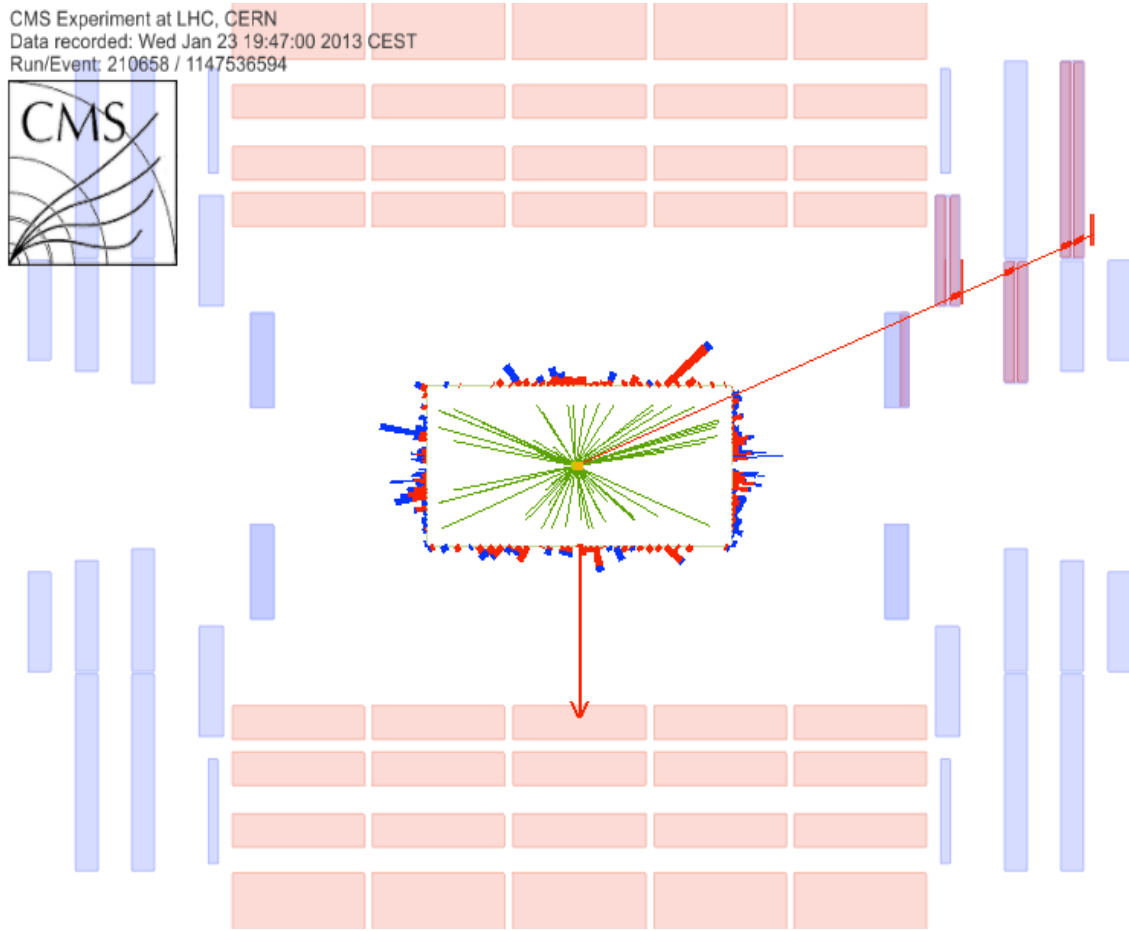 CMS Experiment at LHC, CERN
Data recorded: Wed Jan 23 19:47:00 2013 CEST
Run/Event: 210658 / 1147536594
CMS